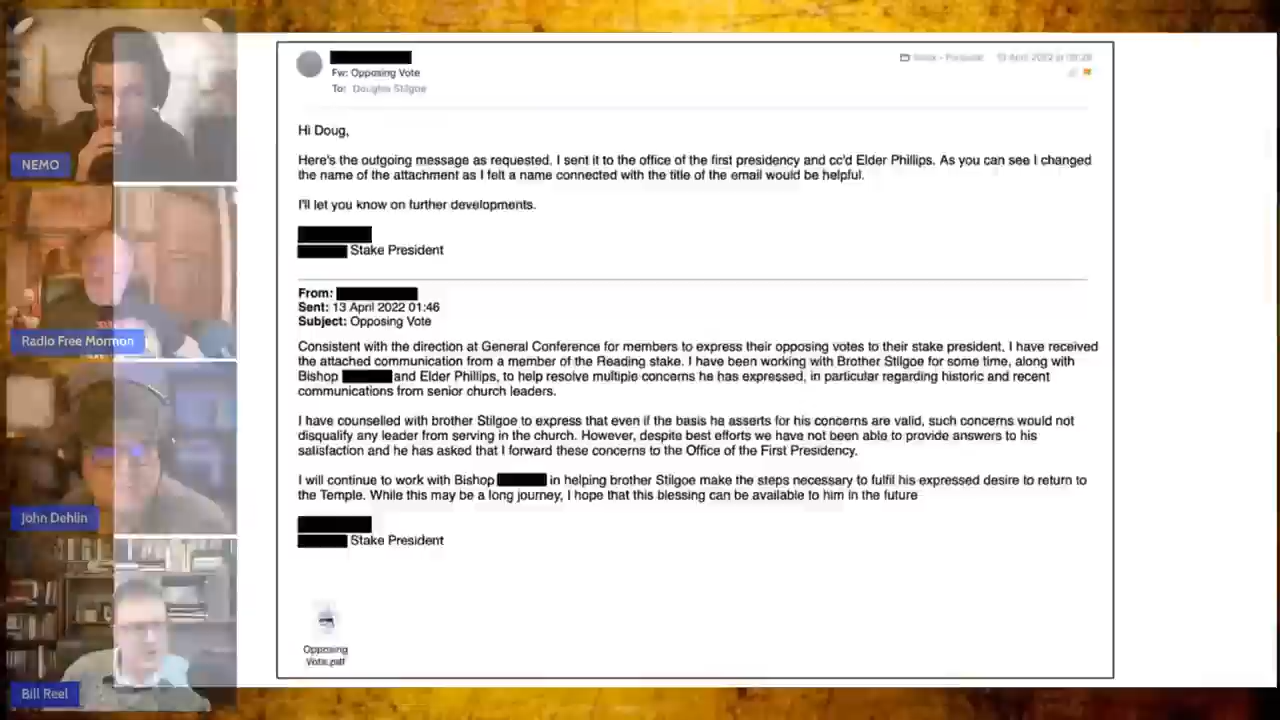 Fw: Opposing Vote
To: Douglas Stilgoe
Hi Doug,
Here's the outgoing message as requested. I sent it to the office of the first presidency and cc'd Elder Phillips. As you can see I changed
the name of the attachment as I felt a name connected with the title of the email would be helpful.
I'll let you know on further developments.
Stake President
From:
Sent: 13 April 2022 01:46
Subject: Opposing Vote
Consistent with the direction at General Conference for members to express their opposing votes to their stake president, I have received
the attached communication from a member of the Reading stake. I have been working with Brother Stilgoe for some time, along with
Bishop and Elder Phillips, to help resolve multiple concerns he has expressed, in particular regarding historic and recent
communications from senior church leaders.
I have counselled with brother Stilgoe to express that even if the basis he asserts for his concerns are valid, such concerns would not
disqualify any leader from serving in the church. However, despite best efforts we have not been able to provide answers to his
satisfaction and he has asked that I forward these concerns to the Office of the First Presidency.
I will continue to work with Bishop in helping brother Stilgoe make the steps necessary to fulfil his expressed desire to return to
the Temple. While this may be a long journey, I hope that this blessing can be available to him in the future
Stake President
Opposing
Vote.pdf
NEMO
Radio Free Mormon
John Dehlin
Bill Reel